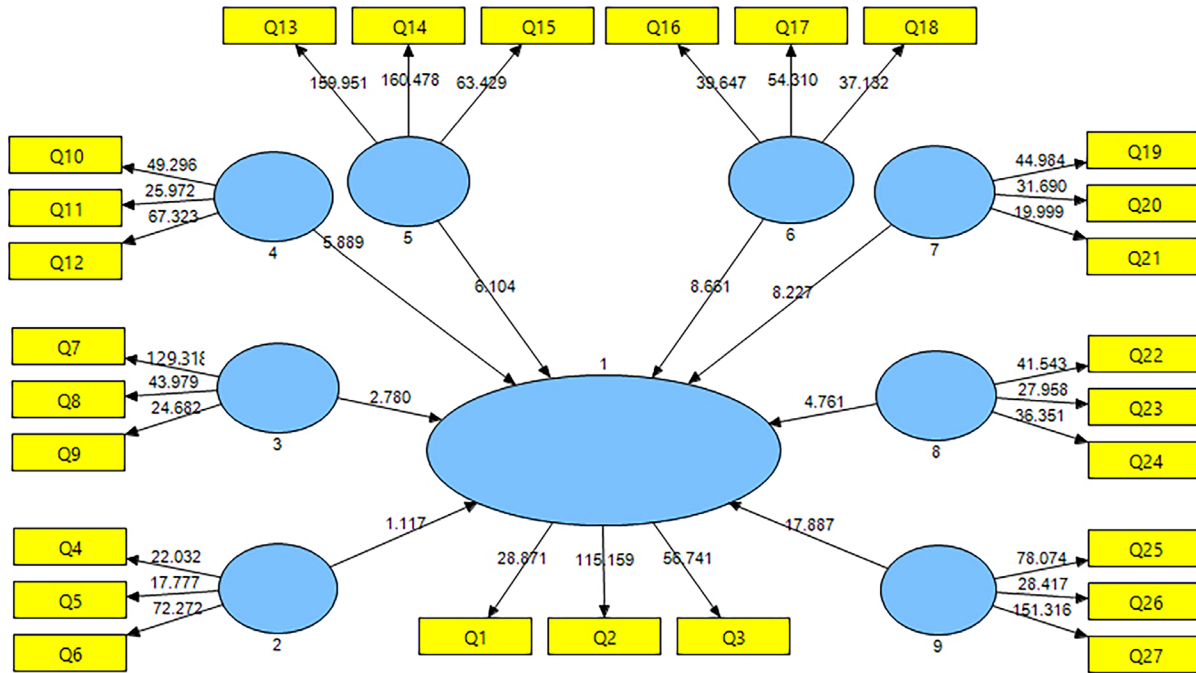 Q13 Q14 Q15 Q16 Q17 Q18
159.951 160.478 63.429 39.647 54.310 37.132
Q10 49.296
Q11 25.972
Q12 67.323
4
5
6
7
44.984 Q19
31.690 Q20
19.999 Q21
5.889
6.104
8.661
8.227
Q7 129.318
Q8 43.979
Q9 24.682
3
2.780
1
4.761
8
41.543 Q22
27.958 Q23
36.351 Q24
Q4 22.032
Q5 17.777
Q6 72.272
2
1.117
17.887
9
78.074 Q25
28.417 Q26
151.316 Q27
28.871 115.159 56.741
Q1 Q2 Q3